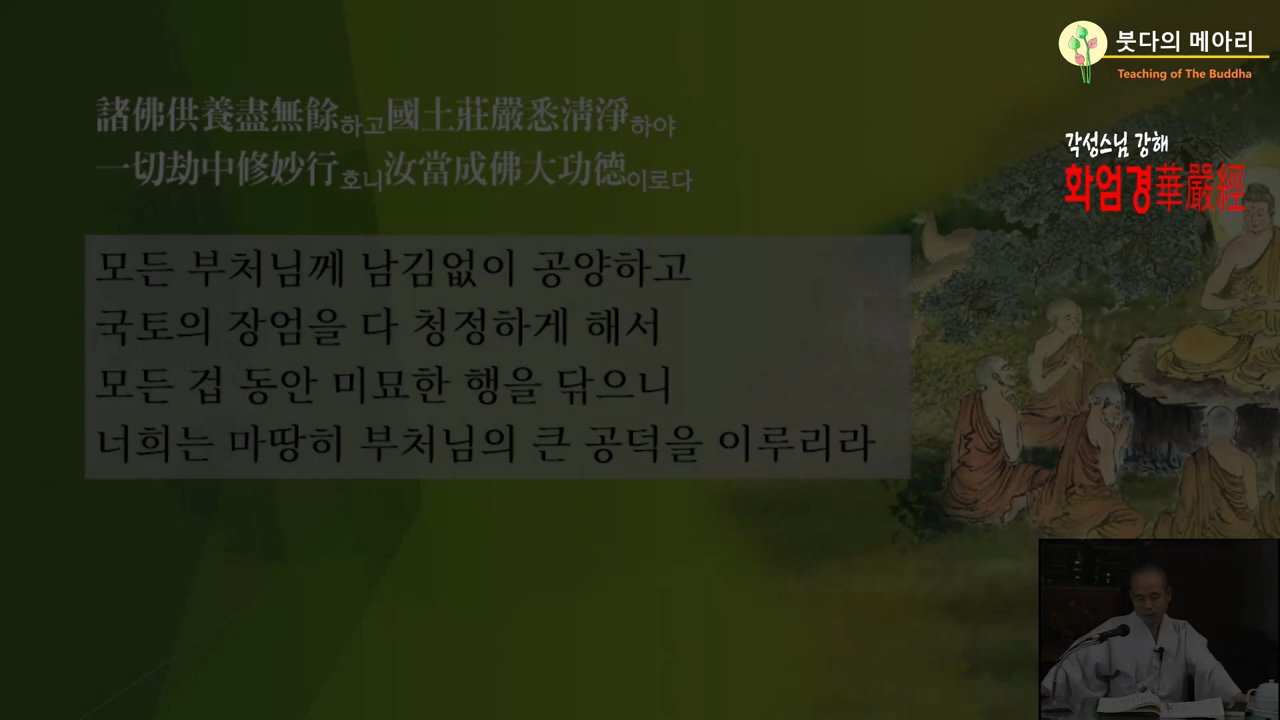 붓다의 메아리
Teaching of The Buddha
각성스님 강해
화엄경華嚴經
諸佛供養盡無餘하고國土莊嚴悉淸淨하야
一切劫中修妙行호니汝當成佛大功德이로다
모든 부처님께 남김없이 공양하고
국토의 장엄을 다 청정하게 해서
모든 겁 동안 미묘한 행을 닦으니
너희는 마땅히 부처님의 큰 공덕을 이루리라